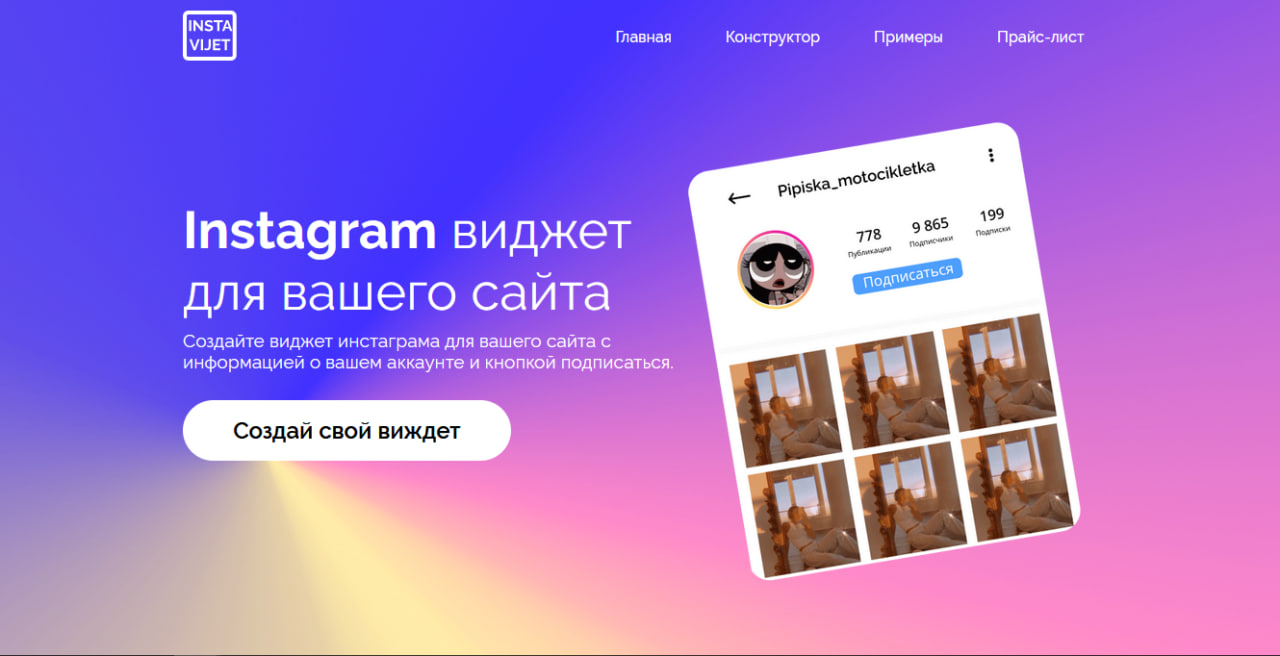 INSTA
VIJET
Главная Конструктор Примеры Прайс-лист
Instagram виджет
для вашего сайта
Создайте виджет инстаграма для вашего сайта с
информацией о вашем аккаунте и кнопкой подписаться.
Создай свой виждет
Pipiska_motocikletka
778 9 865 199
Публикации Подписчики Подписки
Подписаться